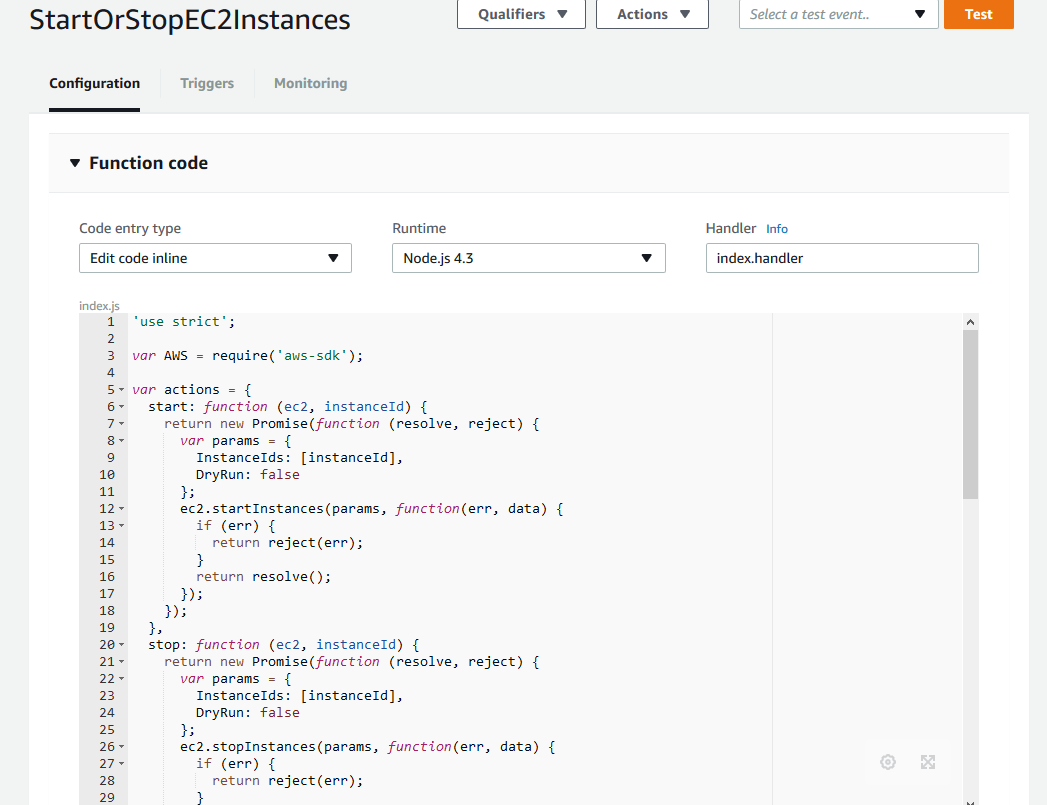 StartOrStopEC2Instances
Qualifiers
Actions
Select a test event..
Test
Configuration
Triggers
Monitoring
Function code
Code entry type
Runtime
Handler Info
Edit code inline
Node.js 4.3
index.handler
index.js
1 'use strict';
2
3 var AWS = require('aws-sdk');
4
5 var actions = {
6 start: function (ec2, instanceId) {
7 return new Promise(function (resolve, reject) {
8 var params = {
9 InstanceIds: [instanceId],
10 DryRun: false
11 };
12 ec2.startInstances(params, function(err, data) {
13 if (err) {
14 return reject(err);
15 }
16 return resolve();
17 });
18 });
19 },
20 stop: function (ec2, instanceId) {
21 return new Promise(function (resolve, reject) {
22 var params = {
23 InstanceIds: [instanceId],
24 DryRun: false
25 };
26 ec2.stopInstances(params, function(err, data) {
27 if (err) {
28 return reject(err);
29 }